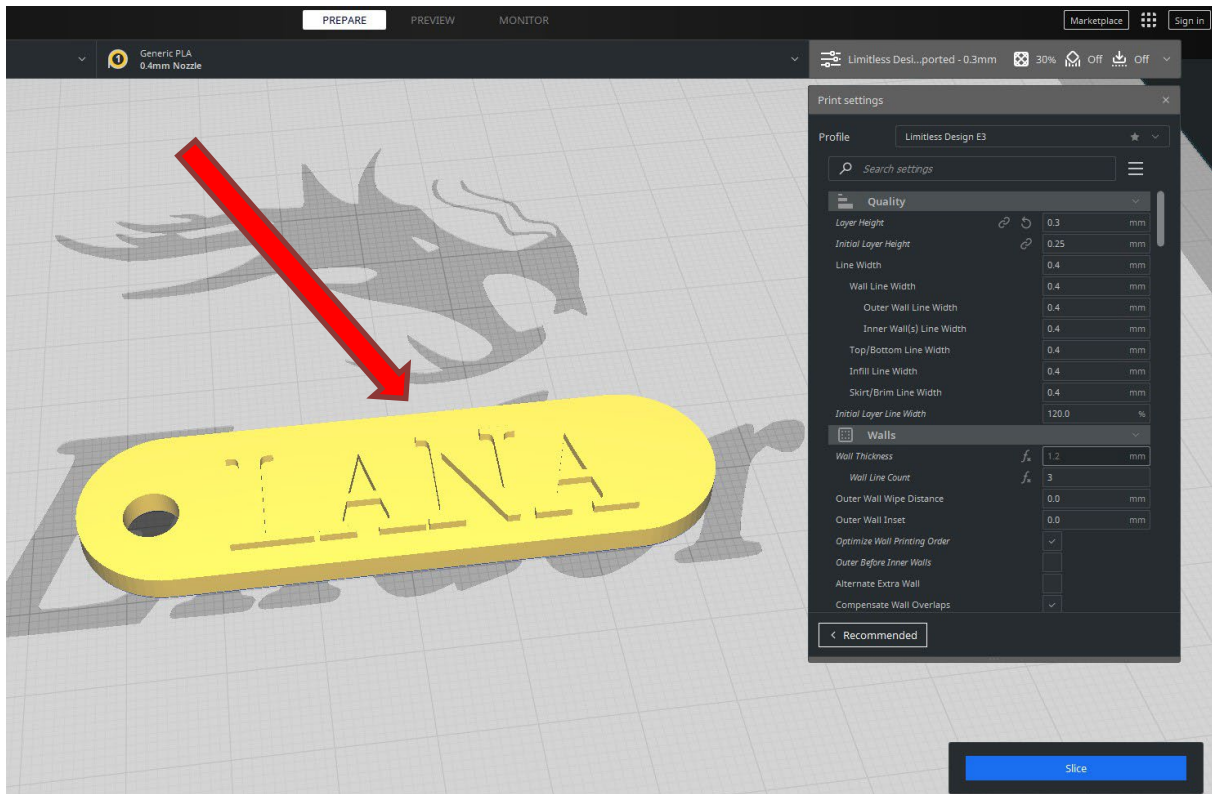 PREPARE PREVIEW MONITOR
Marketplace Sign in
1 Generic PLA
0.4mm Nozzle
Limitless Desi...ported - 0.3mm 30% Off Off
Print settings
Profile Limitless Design E3
Search settings
Quality
Layer Height 0.3 mm
Initial Layer Height 0.25 mm
Line Width 0.4 mm
Wall Line Width 0.4 mm
Outer Wall Line Width 0.4 mm
Inner Wall(s) Line Width 0.4 mm
Top/Bottom Line Width 0.4 mm
Infill Line Width 0.4 mm
Skirt/Brim Line Width 0.4 mm
Initial Layer Line Width 120.0 %
Walls
Wall Thickness fx 1.2 mm
Wall Line Count fx 3
Outer Wall Wipe Distance 0.0 mm
Outer Wall Inset 0.0 mm
Optimize Wall Printing Order
Outer Before Inner Walls
Alternate Extra Wall
Compensate Wall Overlaps
Recommended
LANA
Slice